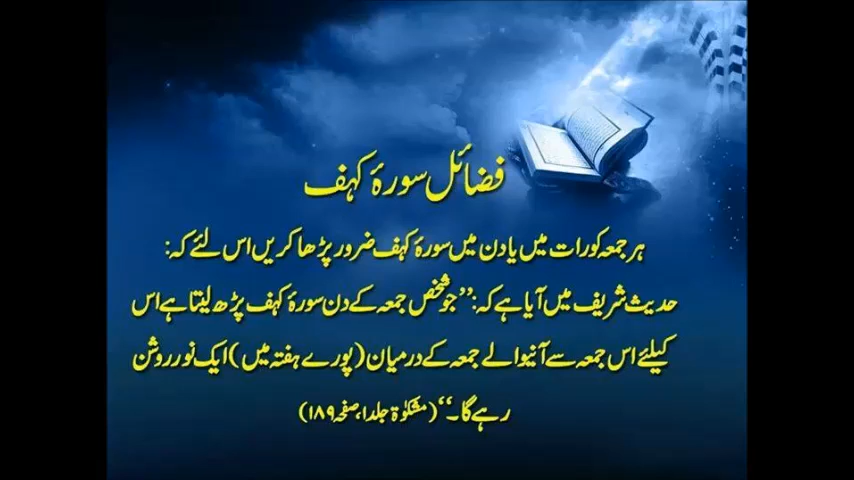 فضائل سورۂ کہف
ہر جمعہ کو رات میں یا دن میں سورۂ کہف ضرور پڑھا کریں اس لئے کہ:
حدیث شریف میں آیا ہے کہ: ”جو شخص جمعہ کے دن سورۂ کہف پڑھ لیتا ہے اس
کیلئے اس جمعہ سے آنیوالے جمعہ کے درمیان (پورے ہفتہ میں) ایک نور روشن
رہے گا۔“ (مشکوٰۃ جلد۱، صفحہ ۱۸۹)